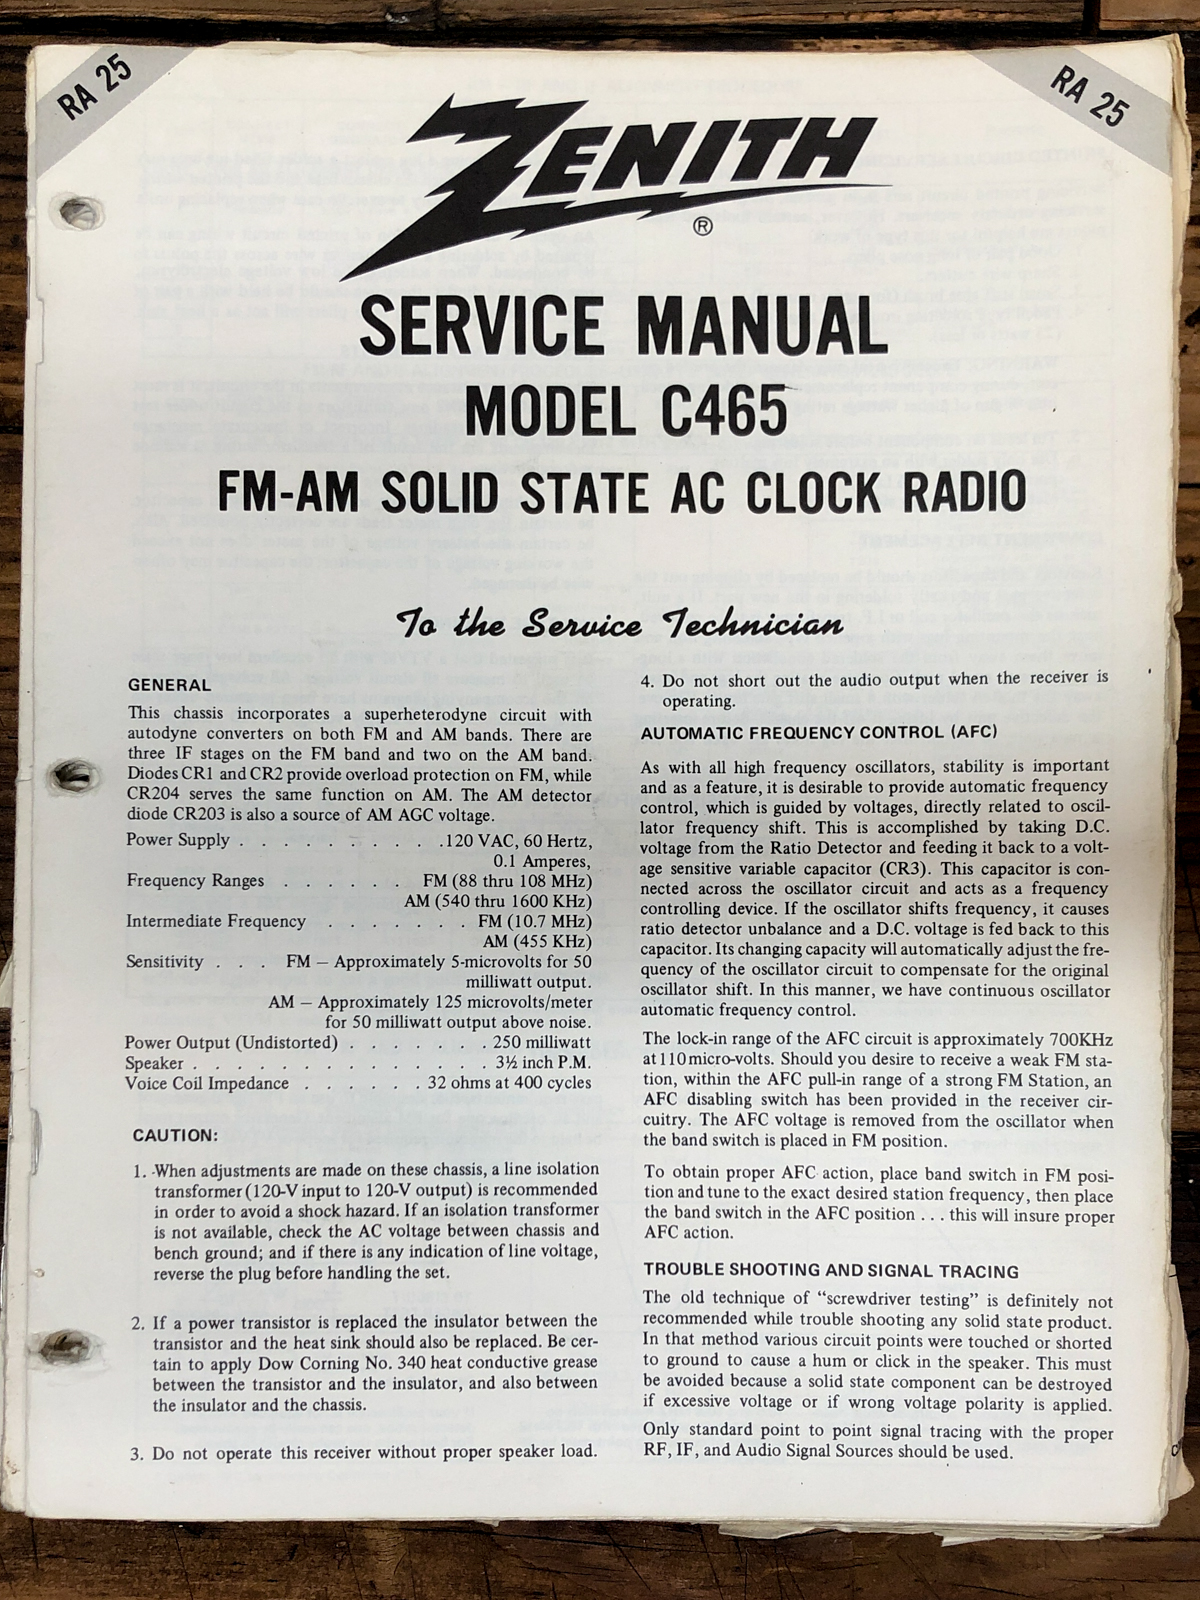 RA 25
RA 25
ZENITH
®
SERVICE MANUAL
MODEL C465
FM-AM SOLID STATE AC CLOCK RADIO
To the Service Technician
GENERAL
This chassis incorporates a superheterodyne circuit with
autodyne converters on both FM and AM bands. There are
three IF stages on the FM band and two on the AM band.
Diodes CR1 and CR2 provide overload protection on FM, while
CR204 serves the same function on AM. The AM detector
diode CR203 is also a source of AM AGC voltage.
Power Supply . . . . . . . . . . .120 VAC, 60 Hertz,
0.1 Amperes,
Frequency Ranges . . . . . . FM (88 thru 108 MHz)
AM (540 thru 1600 KHz)
Intermediate Frequency . . . . . . . FM (10.7 MHz)
AM (455 KHz)
Sensitivity . . . FM — Approximately 5-microvolts for 50
milliwatt output.
AM — Approximately 125 microvolts/meter
for 50 milliwatt output above noise.
Power Output (Undistorted) . . . . . . . 250 milliwatt
Speaker . . . . . . . . . . . . . . . 3½ inch P.M.
Voice Coil Impedance . . . . . . 32 ohms at 400 cycles
CAUTION:
1. When adjustments are made on these chassis, a line isolation
transformer (120-V input to 120-V output) is recommended
in order to avoid a shock hazard. If an isolation transformer
is not available, check the AC voltage between chassis and
bench ground; and if there is any indication of line voltage,
reverse the plug before handling the set.
2. If a power transistor is replaced the insulator between the
transistor and the heat sink should also be replaced. Be cer-
tain to apply Dow Corning No. 340 heat conductive grease
between the transistor and the insulator, and also between
the insulator and the chassis.
3. Do not operate this receiver without proper speaker load.
4. Do not short out the audio output when the receiver is
operating.
AUTOMATIC FREQUENCY CONTROL (AFC)
As with all high frequency oscillators, stability is important
and as a feature, it is desirable to provide automatic frequency
control, which is guided by voltages, directly related to oscil-
lator frequency shift. This is accomplished by taking D.C.
voltage from the Ratio Detector and feeding it back to a volt-
age sensitive variable capacitor (CR3). This capacitor is con-
nected across the oscillator circuit and acts as a frequency
controlling device. If the oscillator shifts frequency, it causes
ratio detector unbalance and a D.C. voltage is fed back to this
capacitor. Its changing capacity will automatically adjust the fre-
quency of the oscillator circuit to compensate for the original
oscillator shift. In this manner, we have continuous oscillator
automatic frequency control.
The lock-in range of the AFC circuit is approximately 700KHz
at 110 micro-volts. Should you desire to receive a weak FM sta-
tion, within the AFC pull-in range of a strong FM Station, an
AFC disabling switch has been provided in the receiver cir-
cuitry. The AFC voltage is removed from the oscillator when
the band switch is placed in FM position.
To obtain proper AFC action, place band switch in FM posi-
tion and tune to the exact desired station frequency, then place
the band switch in the AFC position . . . this will insure proper
AFC action.
TROUBLE SHOOTING AND SIGNAL TRACING
The old technique of “screwdriver testing” is definitely not
recommended while trouble shooting any solid state product.
In that method various circuit points were touched or shorted
to ground to cause a hum or click in the speaker. This must
be avoided because a solid state component can be destroyed
if excessive voltage or if wrong voltage polarity is applied.
Only standard point to point signal tracing with the proper
RF, IF, and Audio Signal Sources should be used.